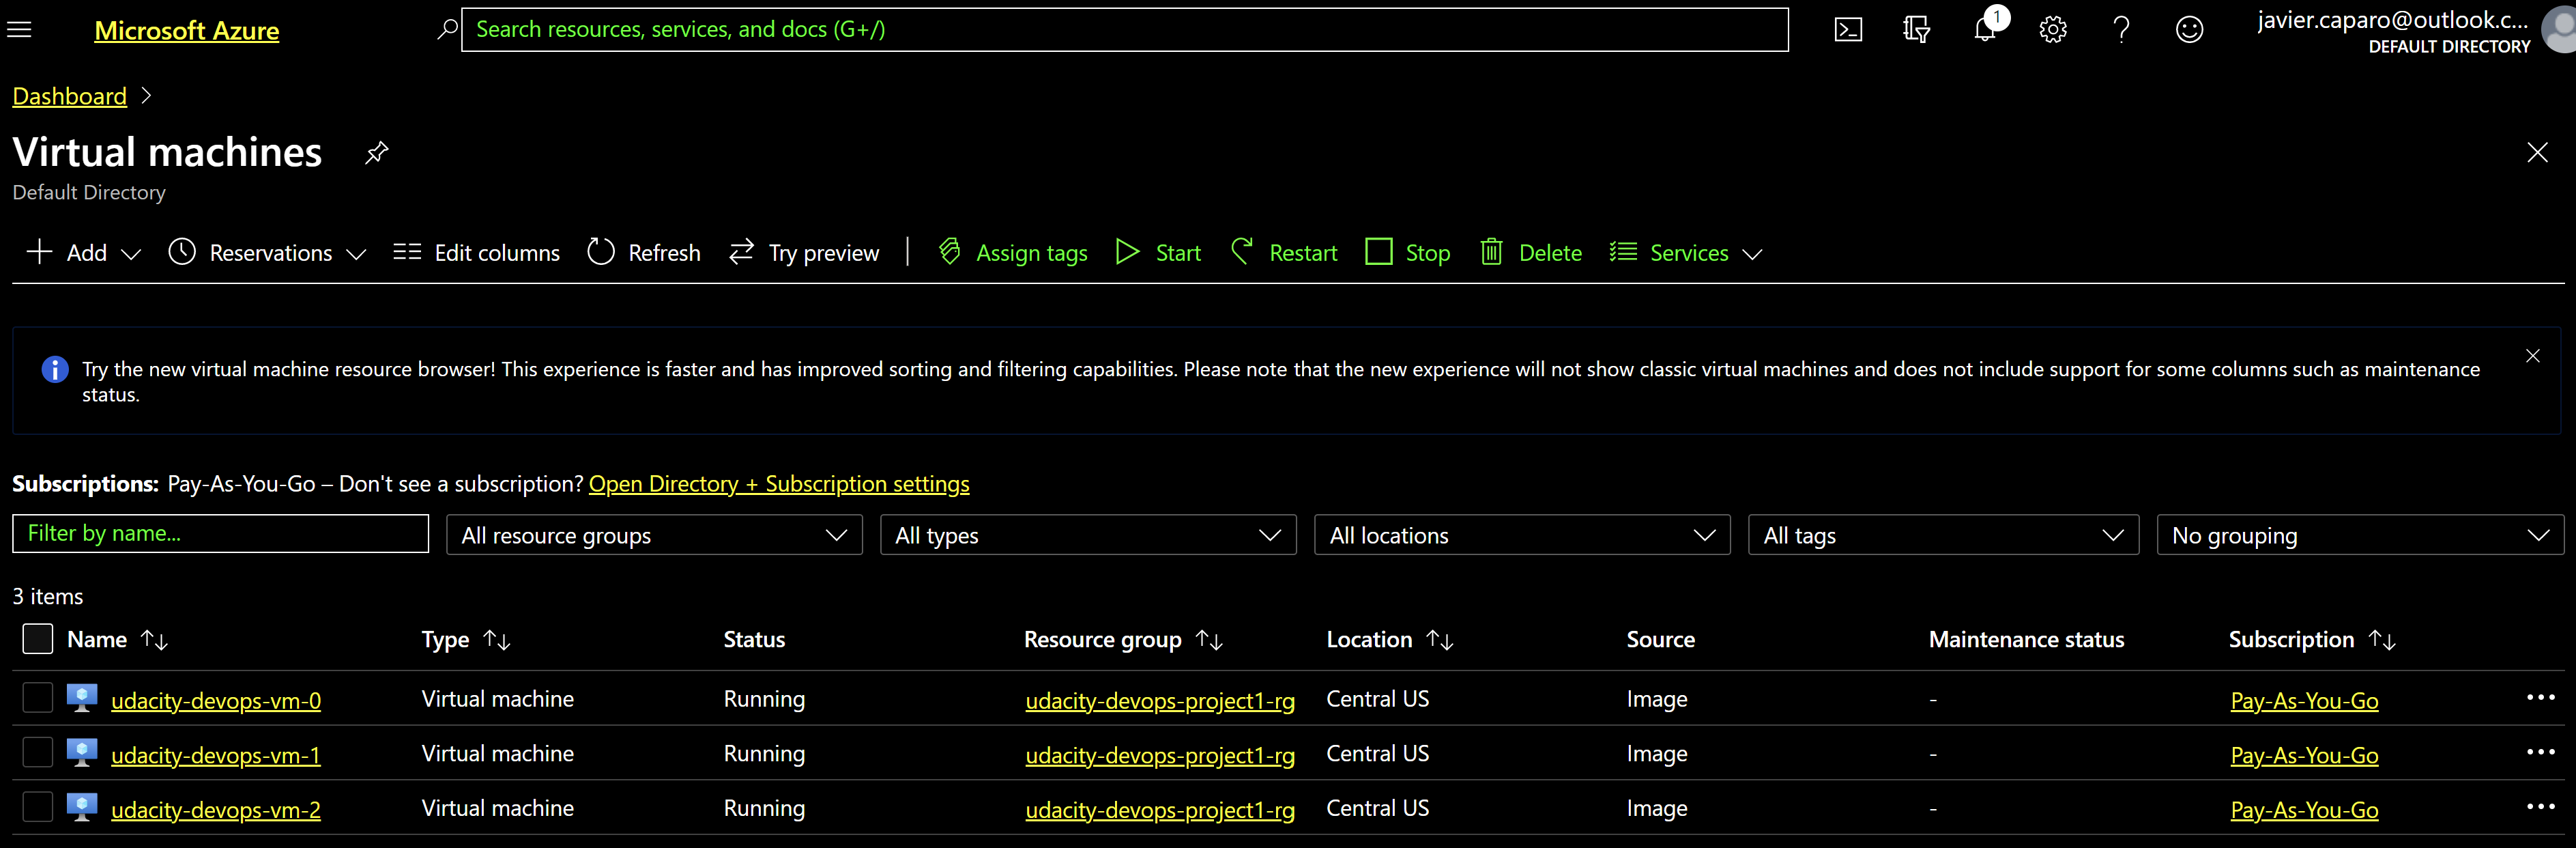 Microsoft Azure
Search resources, services, and docs (G+/)
1
javier.caparo@outlook.c...
DEFAULT DIRECTORY
Dashboard
Virtual machines
Default Directory
Add
Reservations
Edit columns
Refresh
Try preview
Assign tags
Start
Restart
Stop
Delete
Services
Try the new virtual machine resource browser! This experience is faster and has improved sorting and filtering capabilities. Please note that the new experience will not show classic virtual machines and does not include support for some columns such as maintenance
status.
Subscriptions: Pay-As-You-Go – Don't see a subscription? Open Directory + Subscription settings
Filter by name...
All resource groups
All types
All locations
All tags
No grouping
3 items
Name Type Status Resource group Location Source Maintenance status Subscription
udacity-devops-vm-0 Virtual machine Running udacity-devops-project1-rg Central US Image - Pay-As-You-Go
udacity-devops-vm-1 Virtual machine Running udacity-devops-project1-rg Central US Image - Pay-As-You-Go
udacity-devops-vm-2 Virtual machine Running udacity-devops-project1-rg Central US Image - Pay-As-You-Go